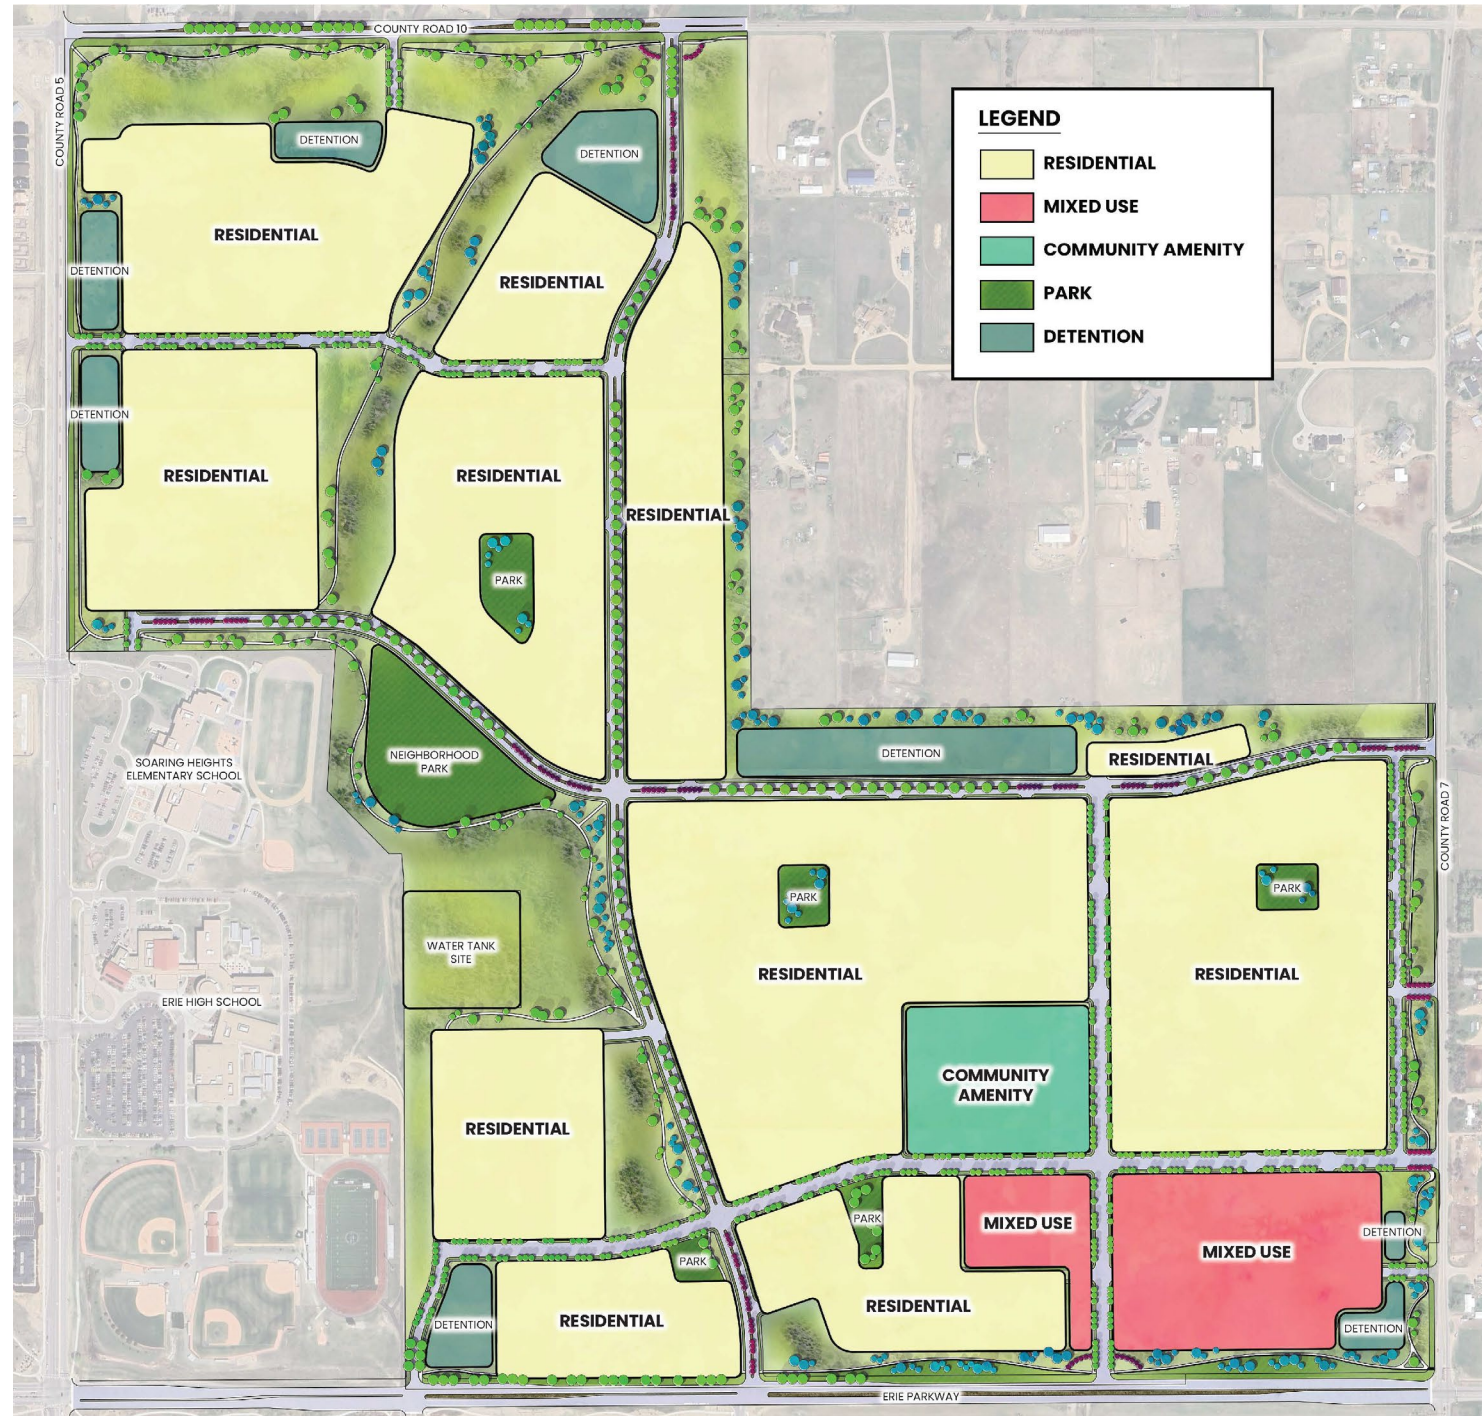 COUNTY ROAD 10
COUNTY ROAD 5
LEGEND
RESIDENTIAL
MIXED USE
COMMUNITY AMENITY
PARK
DETENTION
DETENTION
DETENTION
RESIDENTIAL
DETENTION
RESIDENTIAL
DETENTION
RESIDENTIAL
RESIDENTIAL
RESIDENTIAL
PARK
NEIGHBORHOOD
PARK
SOARING HEIGHTS
ELEMENTARY SCHOOL
DETENTION
RESIDENTIAL
COUNTY ROAD 7
PARK
PARK
WATER TANK
SITE
RESIDENTIAL
RESIDENTIAL
ERIE HIGH SCHOOL
COMMUNITY
AMENITY
RESIDENTIAL
PARK
MIXED USE
MIXED USE
DETENTION
PARK
RESIDENTIAL
RESIDENTIAL
DETENTION
DETENTION
ERIE PARKWAY